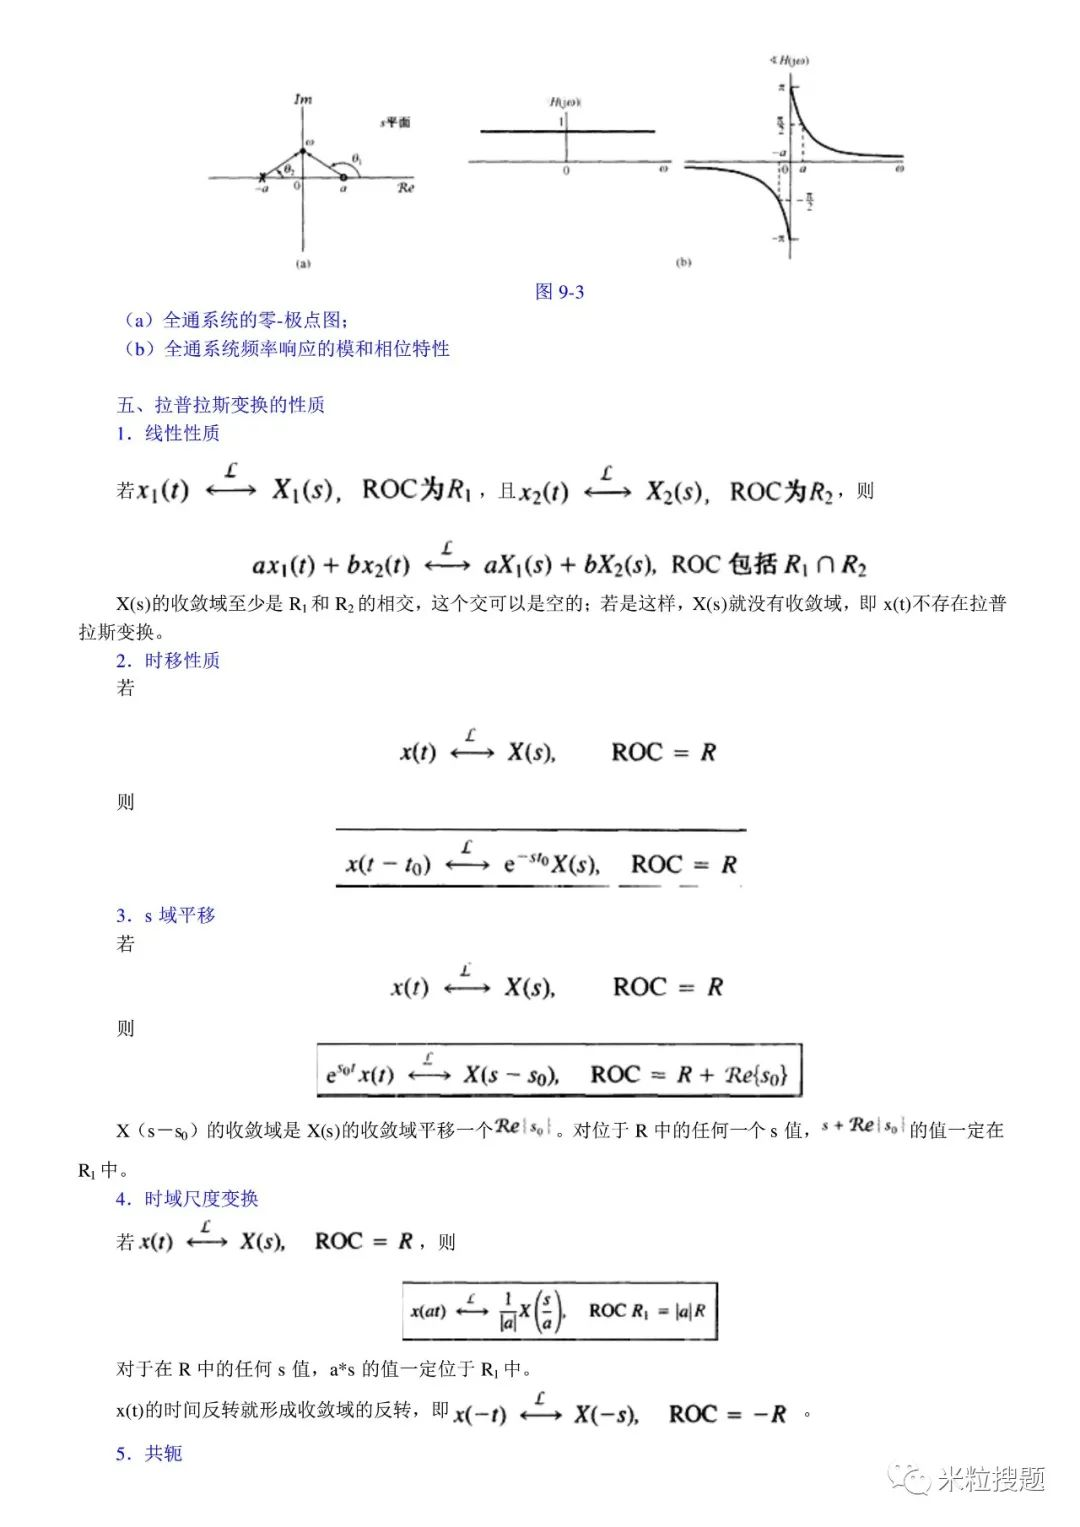 Im
s平面
ω
θ₂
θ₁
-a
0
a
Re
(a)
H(jω)
1
0
ω
∢H(jω)
π
π/2
-a
0
a
ω
-π/2
-π
(b)
图 9-3
（a）全通系统的零-极点图；
（b）全通系统频率响应的模和相位特性
五、拉普拉斯变换的性质
1．线性性质
若x₁(t) ←ℒ→ X₁(s), ROC为R₁，且x₂(t) ←ℒ→ X₂(s), ROC为R₂，则
ax₁(t) + bx₂(t) ←ℒ→ aX₁(s) + bX₂(s), ROC 包括 R₁ ∩ R₂
X(s)的收敛域至少是 R₁和 R₂的相交，这个交可以是空的；若是这样，X(s)就没有收敛域，即 x(t)不存在拉普
拉斯变换。
2．时移性质
若
x(t) ←ℒ→ X(s), ROC = R
则
x(t − t₀) ←ℒ→ e^(−st₀)X(s), ROC = R
3．s 域平移
若
x(t) ←ℒ→ X(s), ROC = R
则
e^(s₀t)x(t) ←ℒ→ X(s − s₀), ROC = R + Re{s₀}
X（s－s₀）的收敛域是 X(s)的收敛域平移一个Re{s₀}。对位于 R 中的任何一个 s 值，s + Re{s₀}的值一定在
R₁中。
4．时域尺度变换
若x(t) ←ℒ→ X(s), ROC = R，则
x(at) ←ℒ→ 1/|a| X(s/a), ROC R₁ = |a|R
对于在 R 中的任何 s 值，a*s 的值一定位于 R₁中。
x(t)的时间反转就形成收敛域的反转，即x(−t) ←ℒ→ X(−s), ROC = −R 。
5．共轭
米粒搜题